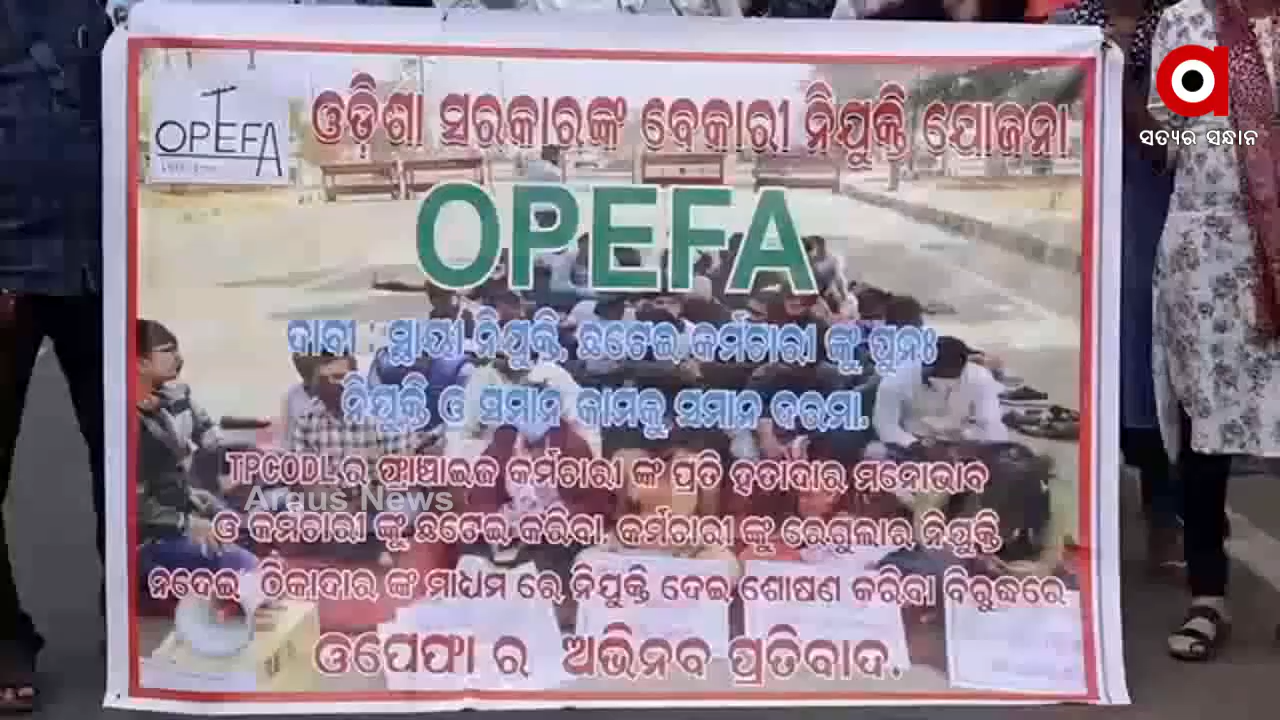 OPEFA
ଓଡ଼ିଶା ସରକାରଙ୍କ ବେକାରୀ ନିଯୁକ୍ତି ଯୋଜନା
ସତ୍ୟର ସନ୍ଧାନ
OPEFA
ଦାବୀ : ସ୍ଥାୟୀ ନିଯୁକ୍ତି, ଛଟେଇ କର୍ମଚାରୀ ଙ୍କୁ ପୁନଃ
ନିଯୁକ୍ତି ଓ ସମାନ କାମକୁ ସମାନ ଦରମା.
TPCODL ର ଫ୍ରାଞ୍ଚାଇଜ କର୍ମଚାରୀ ଙ୍କ ପ୍ରତି ହତାଦାର ମନୋଭାବ
Argus News
ଓ କର୍ମଚାରୀ ଙ୍କୁ ଛଟେଇ କରିବା, କର୍ମଚାରୀ ଙ୍କୁ ରେଗୁଲାର ନିଯୁକ୍ତି
ନଦେଇ ଠିକାଦାର ଙ୍କ ମାଧ୍ୟମ ରେ ନିଯୁକ୍ତି ଦେଇ ଶୋଷଣ କରିବା ବିରୁଦ୍ଧରେ
ଓପେଫା ର ଅଭିନବ ପ୍ରତିବାଦ.